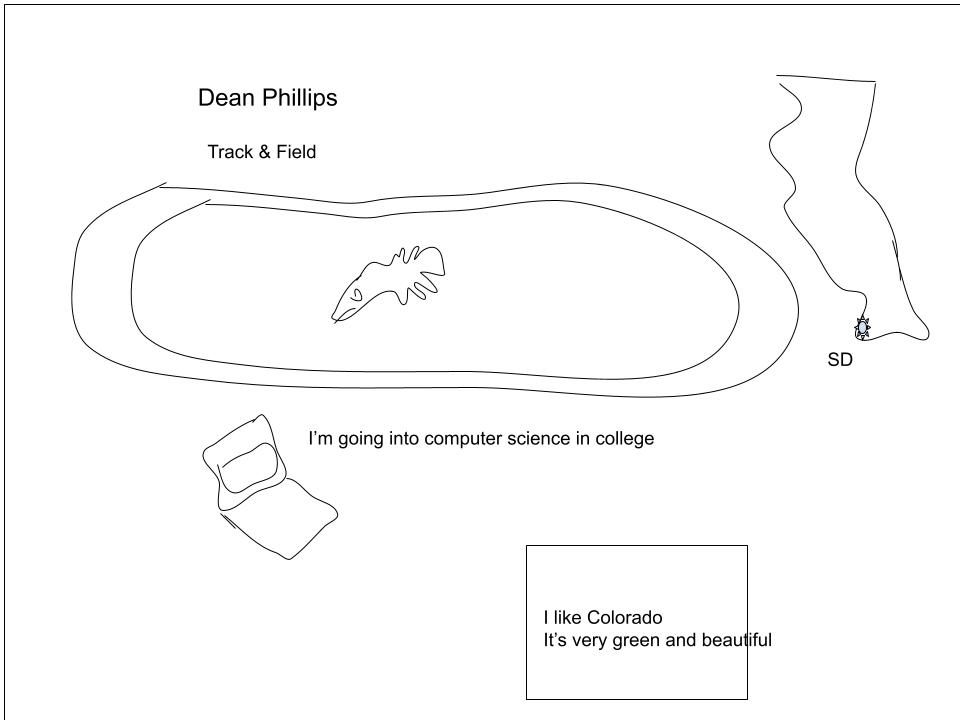 Dean Phillips
Track & Field
SD
I’m going into computer science in college
I like Colorado
It’s very green and beautiful